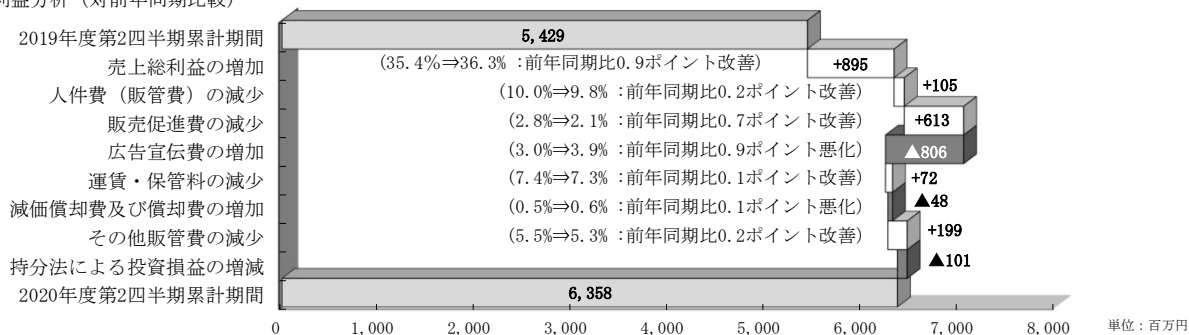 利益分析（対前年同期比較）
2019年度第2四半期累計期間 5,429
売上総利益の増加 (35.4%⇒36.3% :前年同期比0.9ポイント改善) +895
人件費（販管費）の減少 (10.0%⇒9.8% :前年同期比0.2ポイント改善) +105
販売促進費の減少 (2.8%⇒2.1% :前年同期比0.7ポイント改善) +613
広告宣伝費の増加 (3.0%⇒3.9% :前年同期比0.9ポイント悪化) ▲806
運賃・保管料の減少 (7.4%⇒7.3% :前年同期比0.1ポイント改善) +72
減価償却費及び償却費の増加 (0.5%⇒0.6% :前年同期比0.1ポイント悪化) ▲48
その他販管費の減少 (5.5%⇒5.3% :前年同期比0.2ポイント改善) +199
持分法による投資損益の増減 ▲101
2020年度第2四半期累計期間 6,358
0 1,000 2,000 3,000 4,000 5,000 6,000 7,000 8,000 単位：百万円